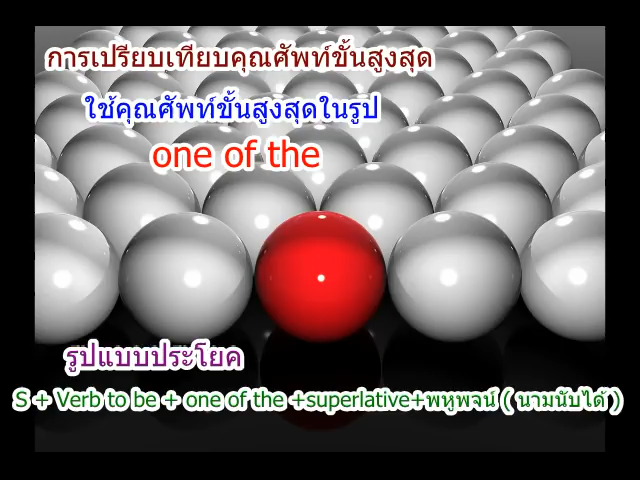 การเปรียบเทียบคุณศัพท์ขั้นสูงสุด
ใช้คุณศัพท์ขั้นสูงสุดในรูป
one of the
รูปแบบประโยค
S + Verb to be + one of the +superlative+พหูพจน์ ( นามนับได้ )